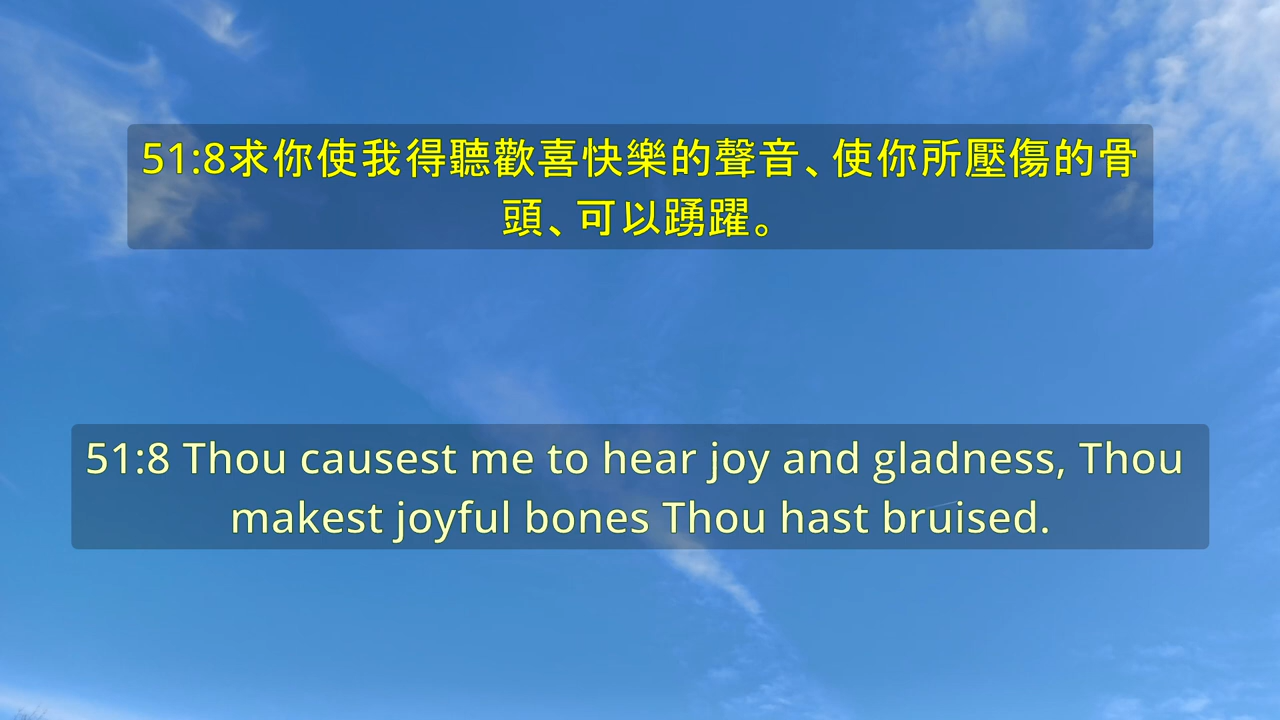 51:8求你使我得聽歡喜快樂的聲音、使你所壓傷的骨
頭、可以踴躍。
51:8 Thou causest me to hear joy and gladness, Thou
makest joyful bones Thou hast bruised.